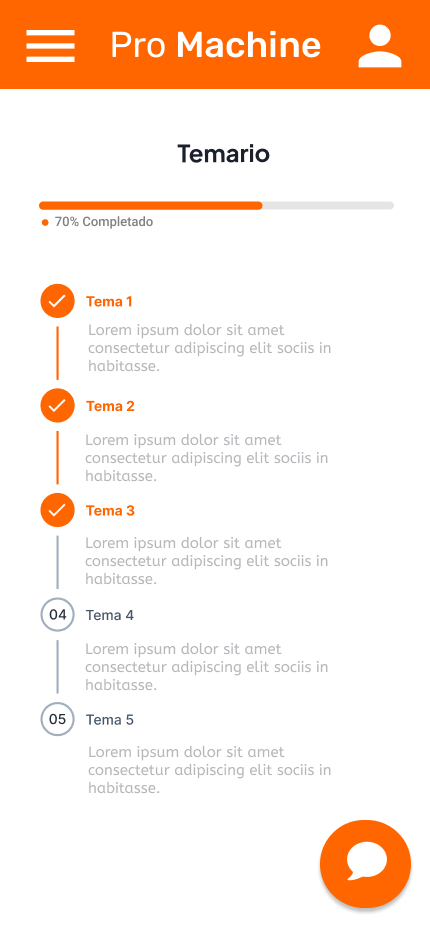 Pro Machine
Temario
70% Completado
Tema 1
Lorem ipsum dolor sit amet
consectetur adipiscing elit sociis in
habitasse.
Tema 2
Lorem ipsum dolor sit amet
consectetur adipiscing elit sociis in
habitasse.
Tema 3
Lorem ipsum dolor sit amet
consectetur adipiscing elit sociis in
habitasse.
04 Tema 4
Lorem ipsum dolor sit amet
consectetur adipiscing elit sociis in
habitasse.
05 Tema 5
Lorem ipsum dolor sit amet
consectetur adipiscing elit sociis in
habitasse.